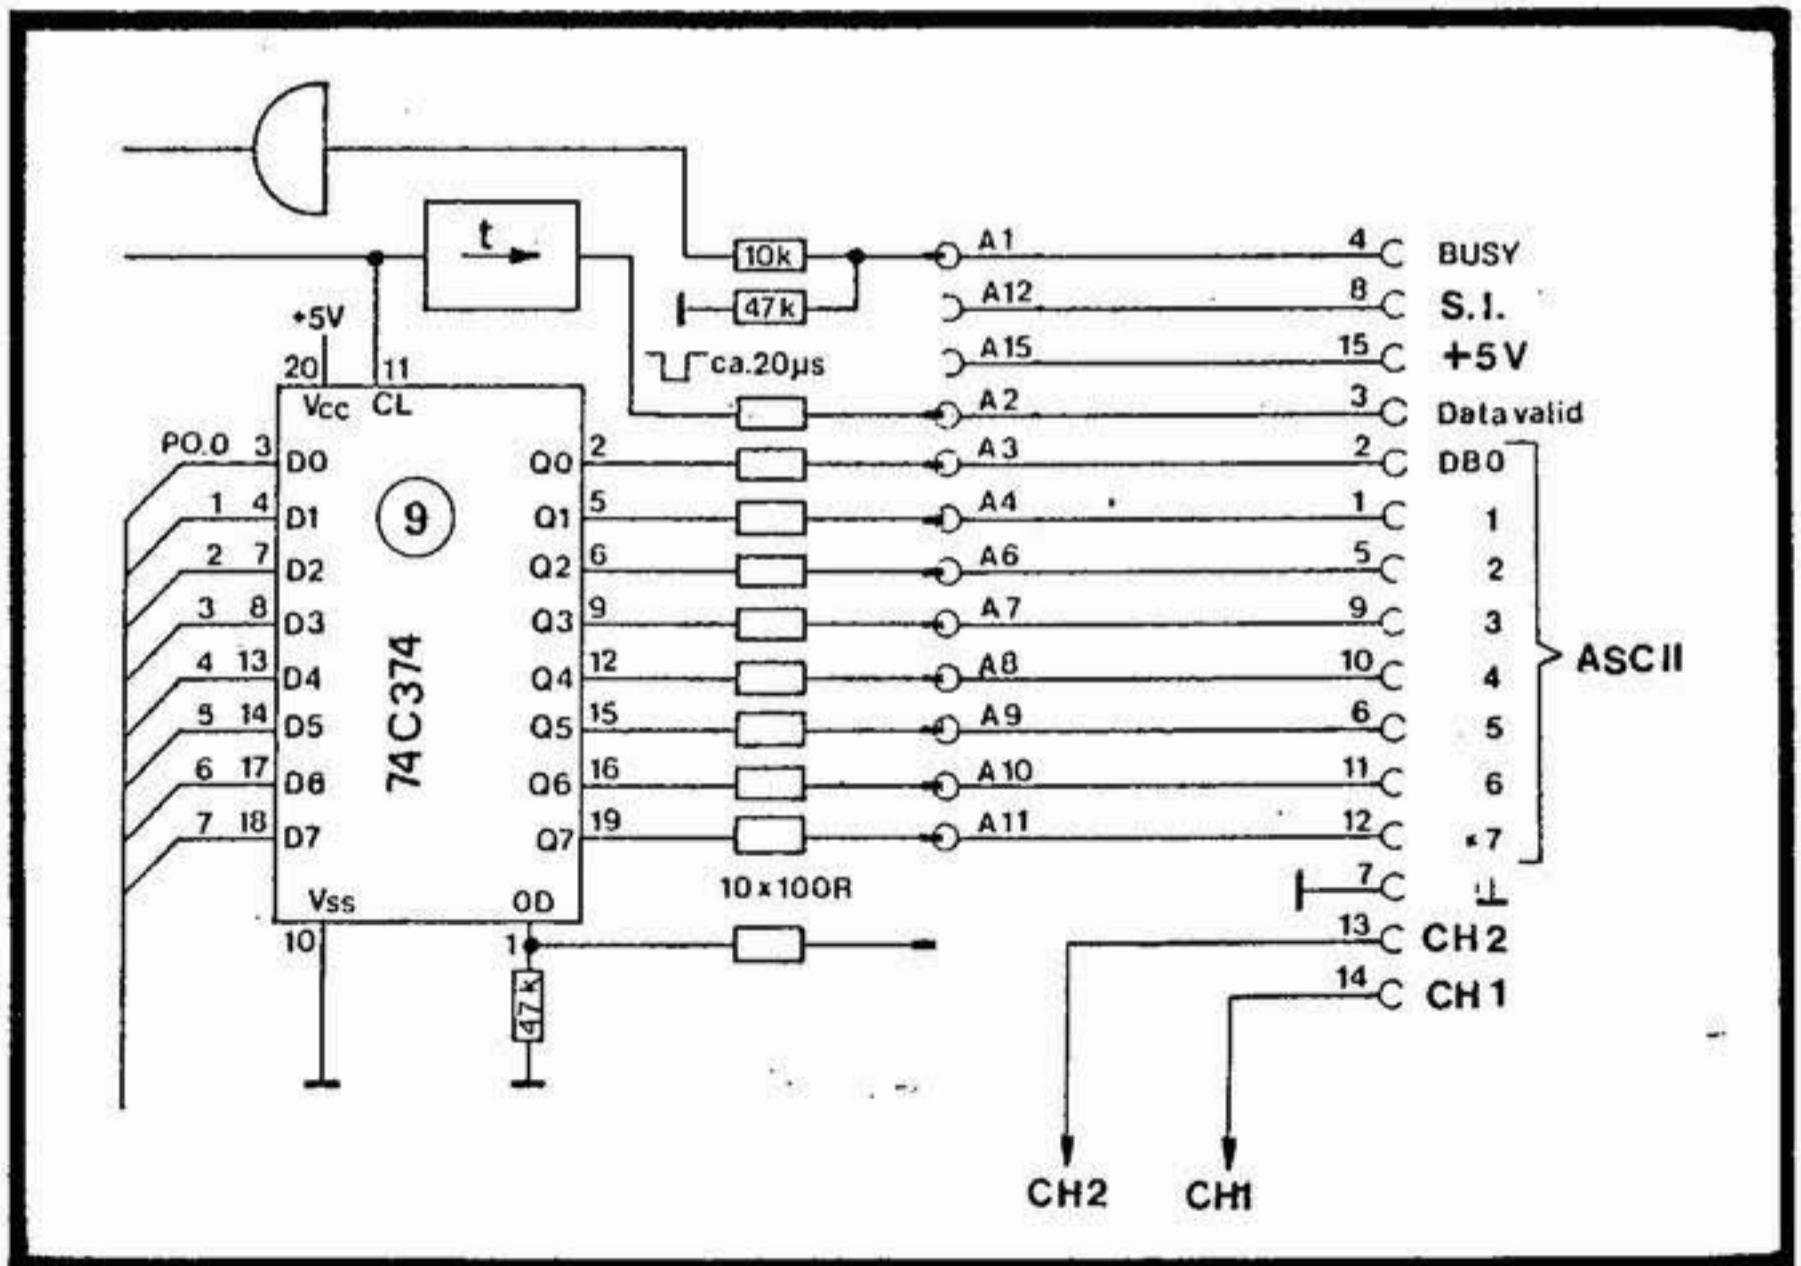 t
10k
A1 4 BUSY
47k
A12 8 S.I.
+5V
ca.20µs
A15 15 +5V
20 11
VCC CL
A2 3 Data valid
P0.0 3 D0 Q0 2 A3 2 DB0
1 4 D1 9 Q1 5 A4 1 1
2 7 D2 Q2 6 A6 5 2
3 8 D3 Q3 9 A7 9 3
4 13 D4 Q4 12 A8 10 4
ASCII
74C374
5 14 D5 Q5 15 A9 6 5
6 17 D6 Q6 16 A10 11 6
7 18 D7 Q7 19 A11 12 7
10x100R
7
VSS OD
10 1
13 CH2
14 CH1
47k
CH2 CH1